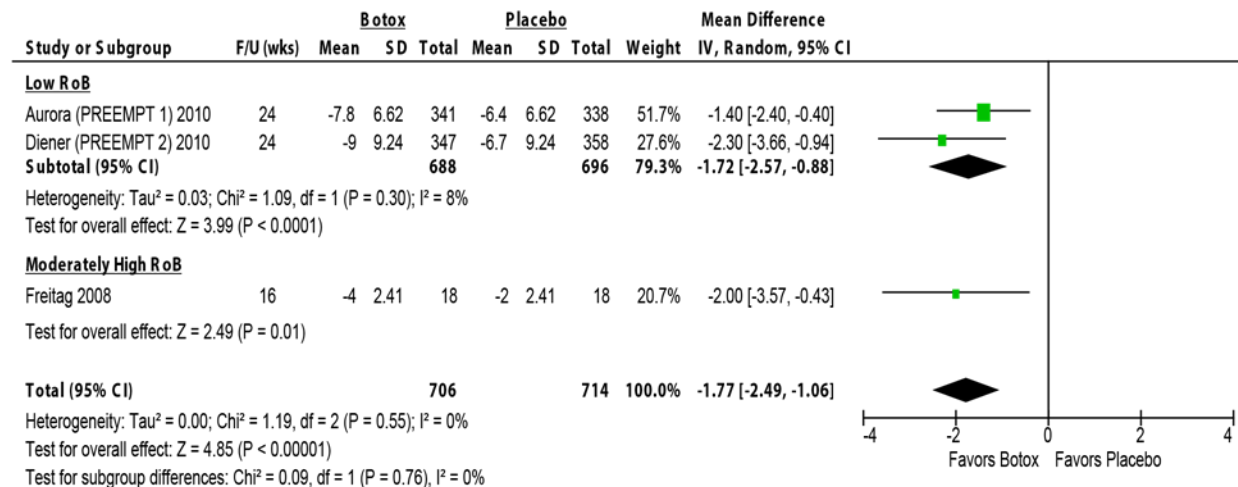 Botox Placebo Mean Difference
Study or Subgroup F/U (wks) Mean SD Total Mean SD Total Weight IV, Random, 95% CI
Low RoB
Aurora (PREEMPT 1) 2010 24 -7.8 6.62 341 -6.4 6.62 338 51.7% -1.40 [-2.40, -0.40]
Diener (PREEMPT 2) 2010 24 -9 9.24 347 -6.7 9.24 358 27.6% -2.30 [-3.66, -0.94]
Subtotal (95% CI) 688 696 79.3% -1.72 [-2.57, -0.88]
Heterogeneity: Tau² = 0.03; Chi² = 1.09, df = 1 (P = 0.30); I² = 8%
Test for overall effect: Z = 3.99 (P < 0.0001)
Moderately High RoB
Freitag 2008 16 -4 2.41 18 -2 2.41 18 20.7% -2.00 [-3.57, -0.43]
Test for overall effect: Z = 2.49 (P = 0.01)
Total (95% CI) 706 714 100.0% -1.77 [-2.49, -1.06]
Heterogeneity: Tau² = 0.00; Chi² = 1.19, df = 2 (P = 0.55); I² = 0%
Test for overall effect: Z = 4.85 (P < 0.00001)
Test for subgroup differences: Chi² = 0.09, df = 1 (P = 0.76), I² = 0%
-4 -2 0 2 4
Favors Botox Favors Placebo